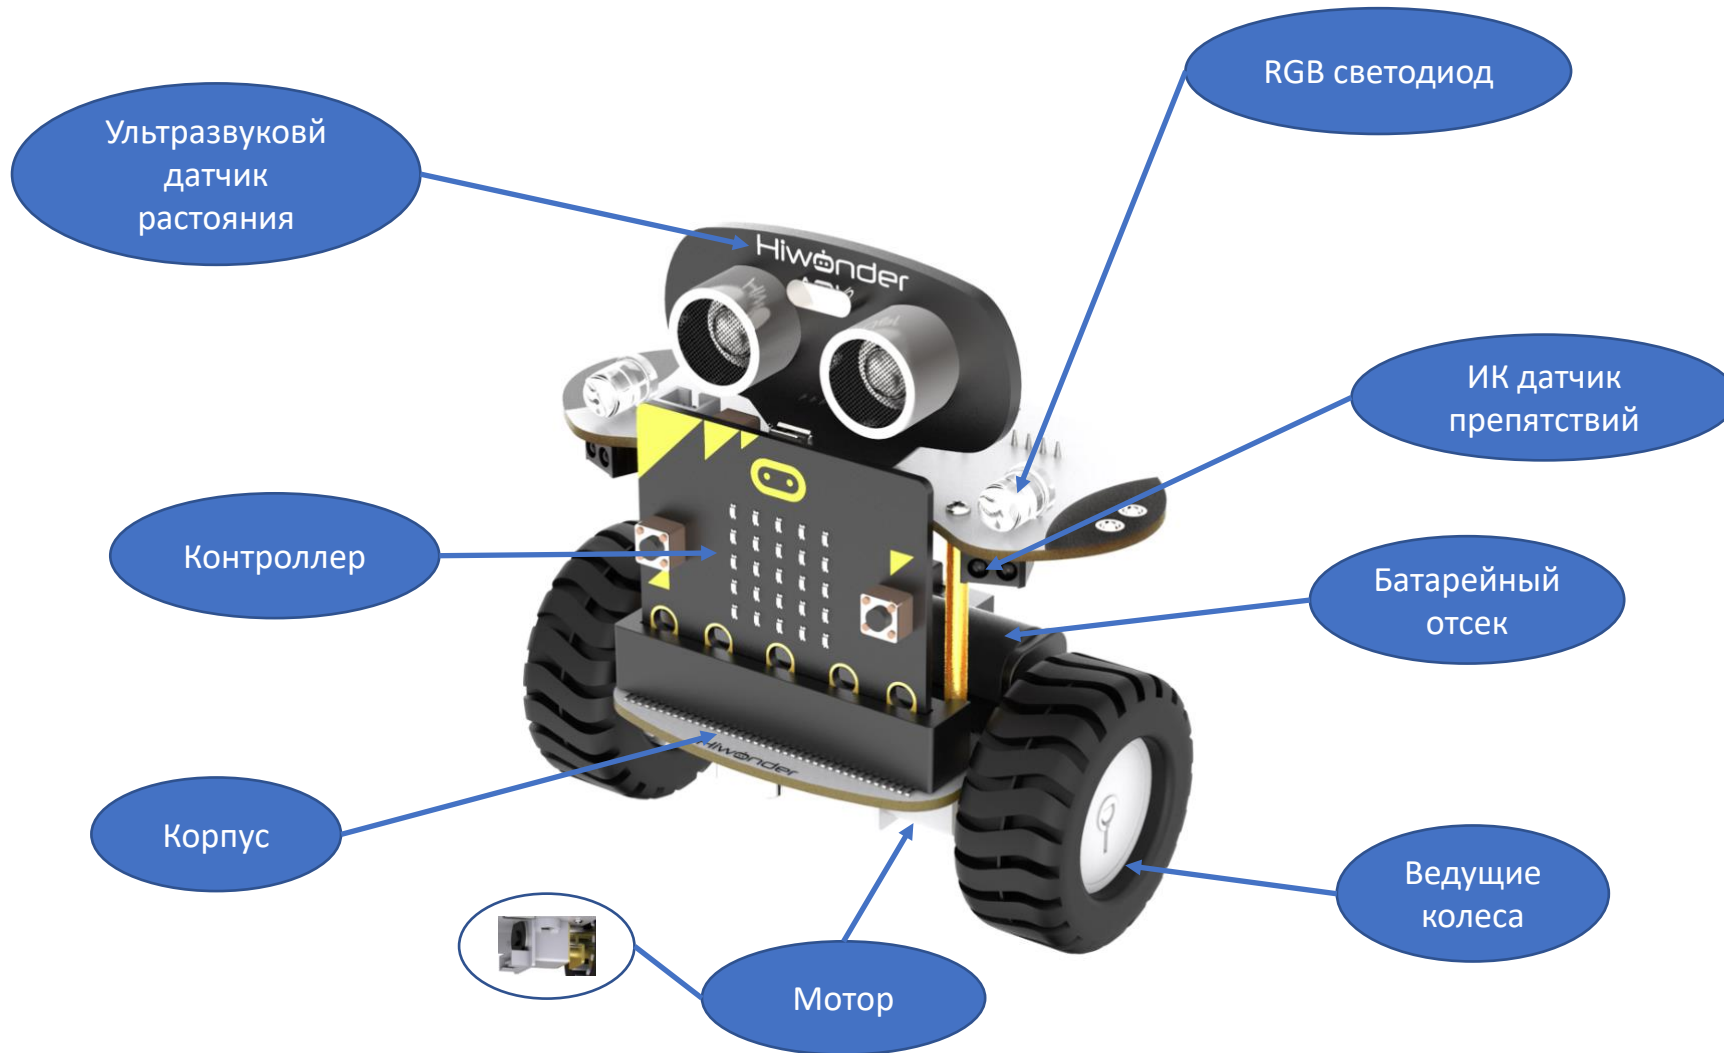 RGB светодиод
Ультразвуковй
датчик
растояния
Hiwonder
ИК датчик
препятствий
Контроллер
Батарейный
отсек
Hiwonder
Корпус
Ведущие
колеса
Мотор